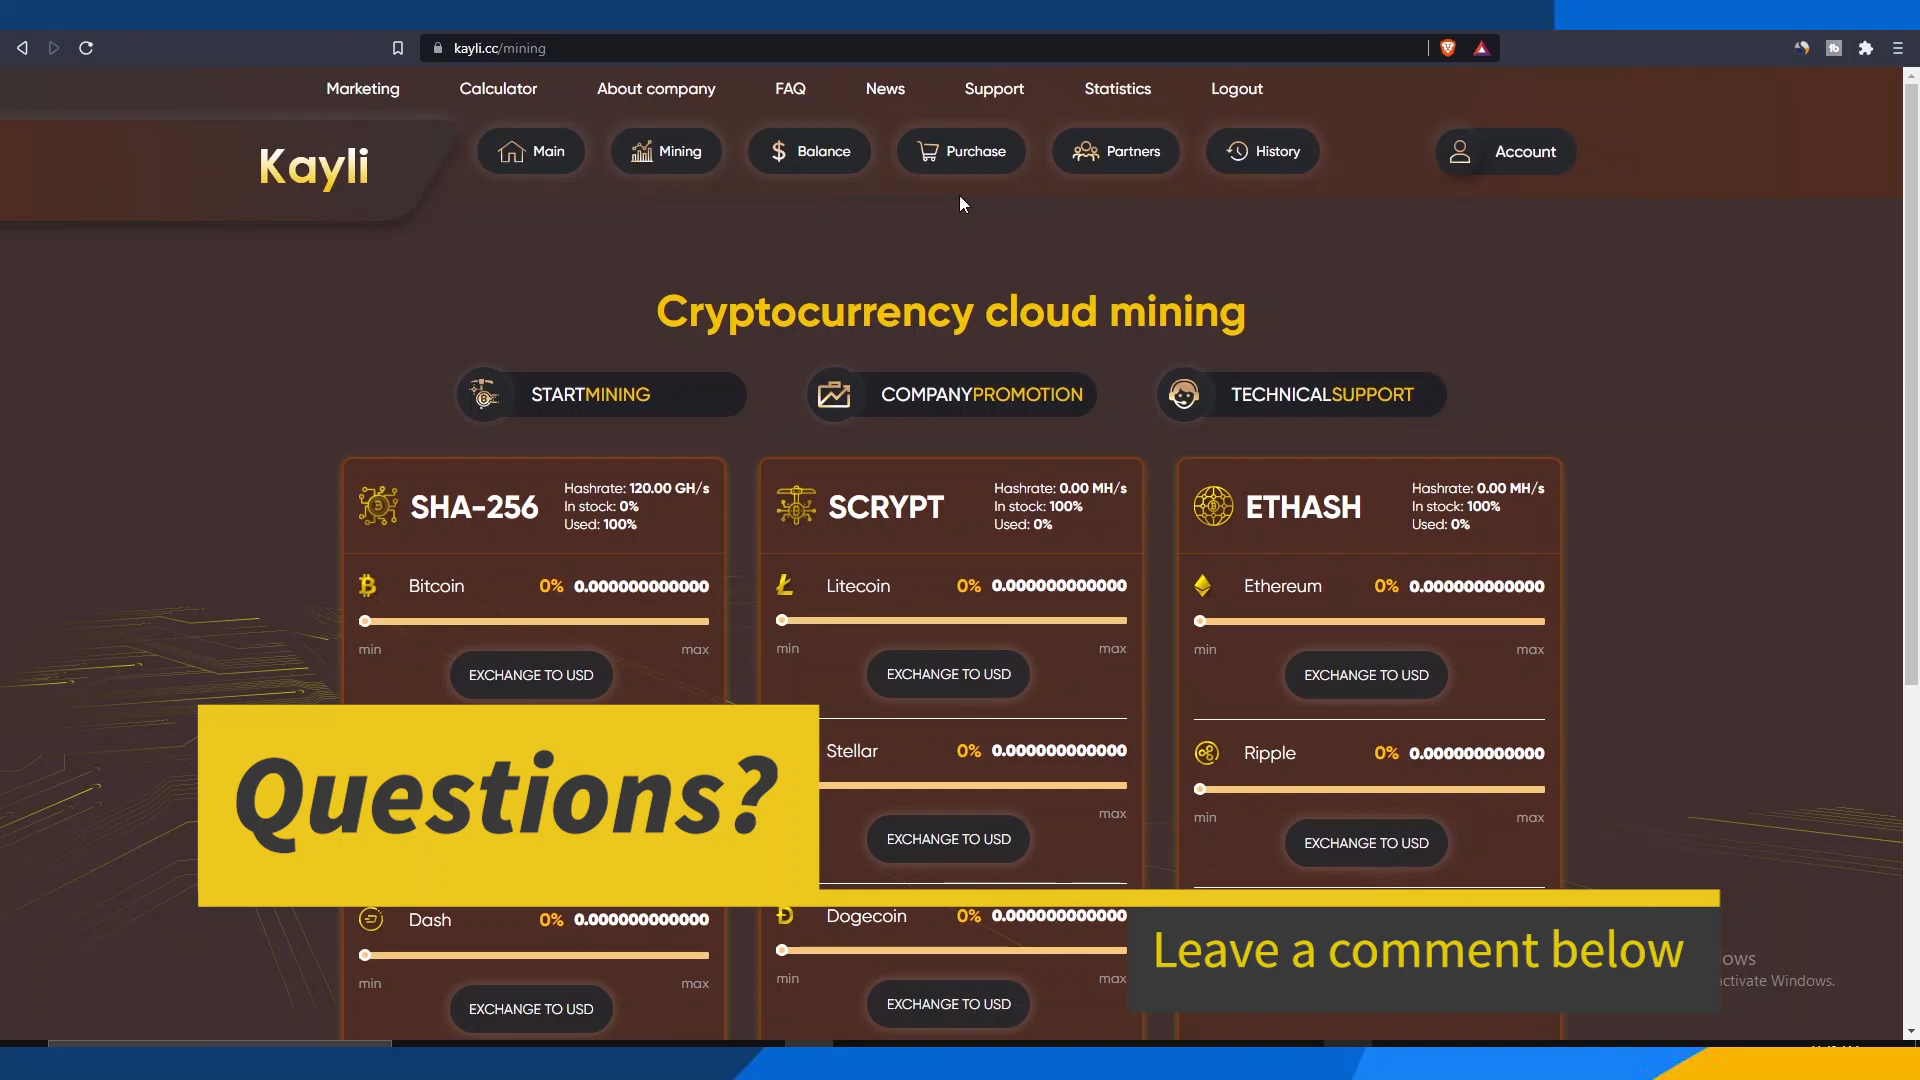 kayli.cc/mining
Marketing Calculator About company FAQ News Support Statistics Logout
Kayli
Main Mining Balance Purchase Partners History Account
Cryptocurrency cloud mining
STARTMINING COMPANYPROMOTION TECHNICALSUPPORT
SHA-256
Hashrate: 120.00 GH/s
In stock: 0%
Used: 100%
SCRYPT
Hashrate: 0.00 MH/s
In stock: 100%
Used: 0%
ETHASH
Hashrate: 0.00 MH/s
In stock: 100%
Used: 0%
Bitcoin 0% 0.000000000000
min max
EXCHANGE TO USD
Litecoin 0% 0.000000000000
min max
EXCHANGE TO USD
Ethereum 0% 0.000000000000
min max
EXCHANGE TO USD
Stellar 0% 0.000000000000
max
EXCHANGE TO USD
Ripple 0% 0.000000000000
min max
EXCHANGE TO USD
Questions?
Dash 0% 0.000000000000
min max
EXCHANGE TO USD
Dogecoin 0% 0.000000000000
min max
EXCHANGE TO USD
Leave a comment below
ows
ctivate Windows.